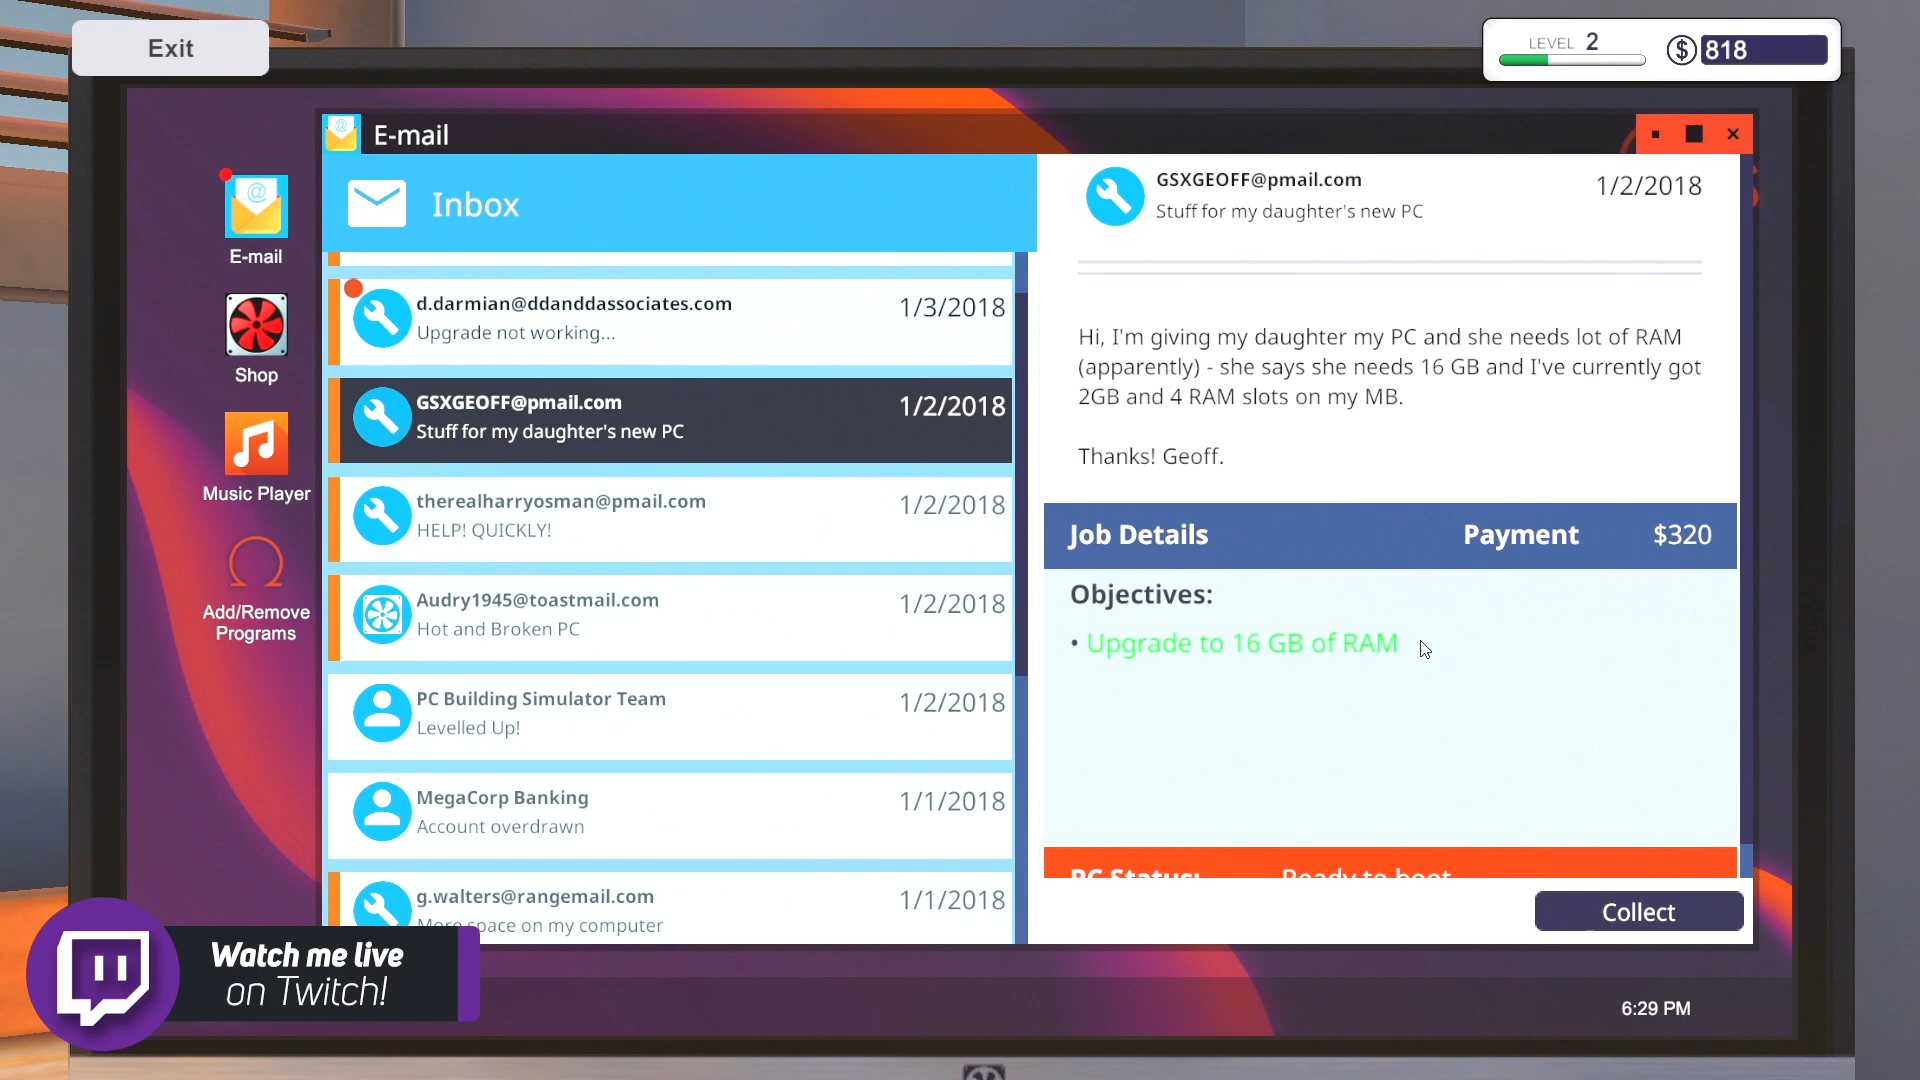 Exit
LEVEL 2
$ 818
E-mail
E-mail
Shop
Music Player
Add/Remove
Programs
Inbox
d.darmian@ddanddassociates.com
1/3/2018
Upgrade not working...
GSXGEOFF@pmail.com
1/2/2018
Stuff for my daughter's new PC
therealharryosman@pmail.com
1/2/2018
HELP! QUICKLY!
Audry1945@toastmail.com
1/2/2018
Hot and Broken PC
PC Building Simulator Team
1/2/2018
Levelled Up!
MegaCorp Banking
1/1/2018
Account overdrawn
g.walters@rangemail.com
1/1/2018
More space on my computer
GSXGEOFF@pmail.com
1/2/2018
Stuff for my daughter's new PC
Hi, I'm giving my daughter my PC and she needs lot of RAM
(apparently) - she says she needs 16 GB and I've currently got
2GB and 4 RAM slots on my MB.
Thanks! Geoff.
Job Details Payment $320
Objectives:
• Upgrade to 16 GB of RAM
PC Status: Ready to boot
Collect
Watch me live
on Twitch!
6:29 PM